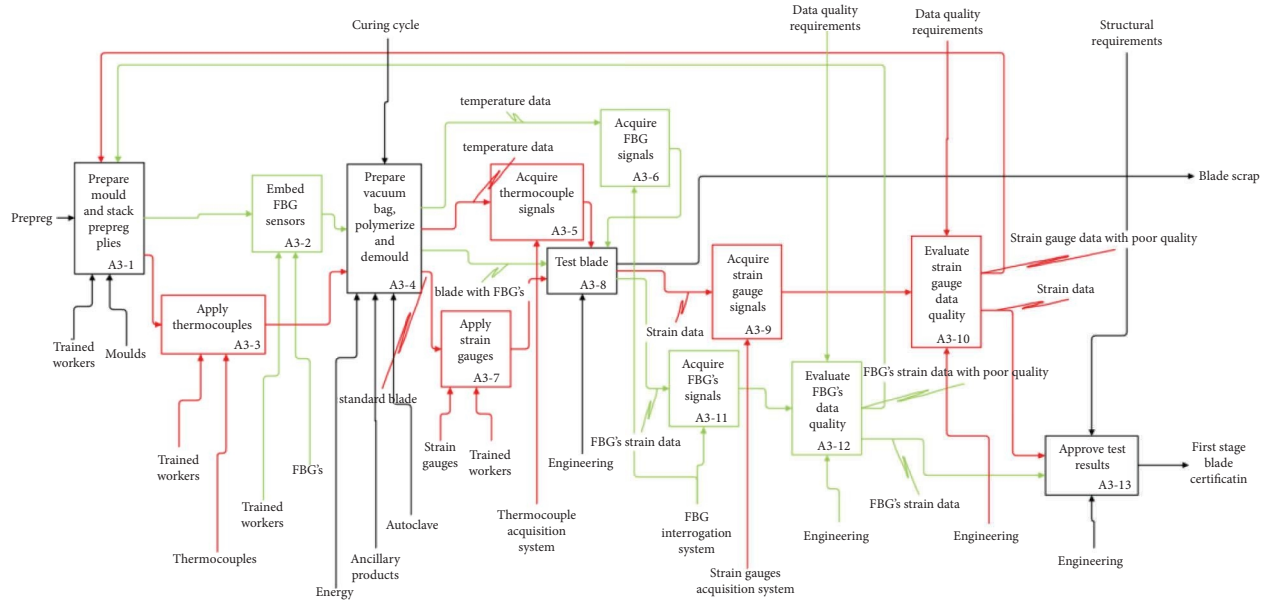 Curing cycle
Data quality
requirements
Data quality
requirements
Structural
requirements
temperature data
temperature data
Prepreg
Prepare
mould
and stack
prepreg
plies
A3-1
Embed
FBG
sensors
A3-2
Prepare
vacuum
bag,
polymerize
and
demould
A3-4
Acquire
thermocouple
signals
A3-5
Acquire
FBG
signals
A3-6
Blade scrap
Test blade
A3-8
Acquire
strain
gauge
signals
A3-9
Evaluate
strain
gauge
data
quality
A3-10
Strain gauge data with poor quality
Strain data
blade with FBG's
Strain data
Apply
thermocouples
A3-3
Trained
workers
Moulds
Apply
strain
gauges
A3-7
standard blade
Acquire
FBG's
signals
A3-11
Evaluate
FBG's
data
quality
A3-12
FBG's strain data with poor quality
FBG's strain data
Strain
gauges
Trained
workers
Engineering
Trained
workers
FBG's
Trained
workers
Thermocouples
Autoclave
Ancillary
products
Energy
Thermocouple
acquisition
system
FBG
interrogation
system
Strain gauges
acquisition system
Engineering
FBG's strain data
Engineering
Approve test
results
A3-13
First stage
blade
certificatin
Engineering